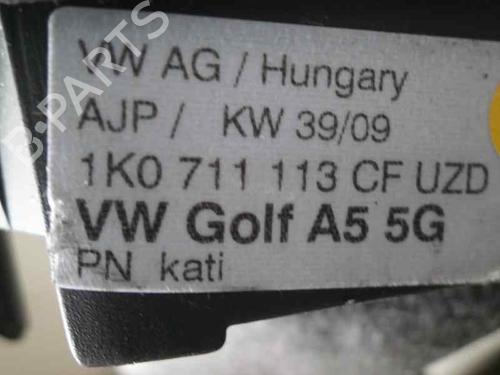 VW AG / Hungary
AJP / KW 39/09
1K0 711 113 CF UZD
VW Golf A5 5G
PN kati
B-PARTS